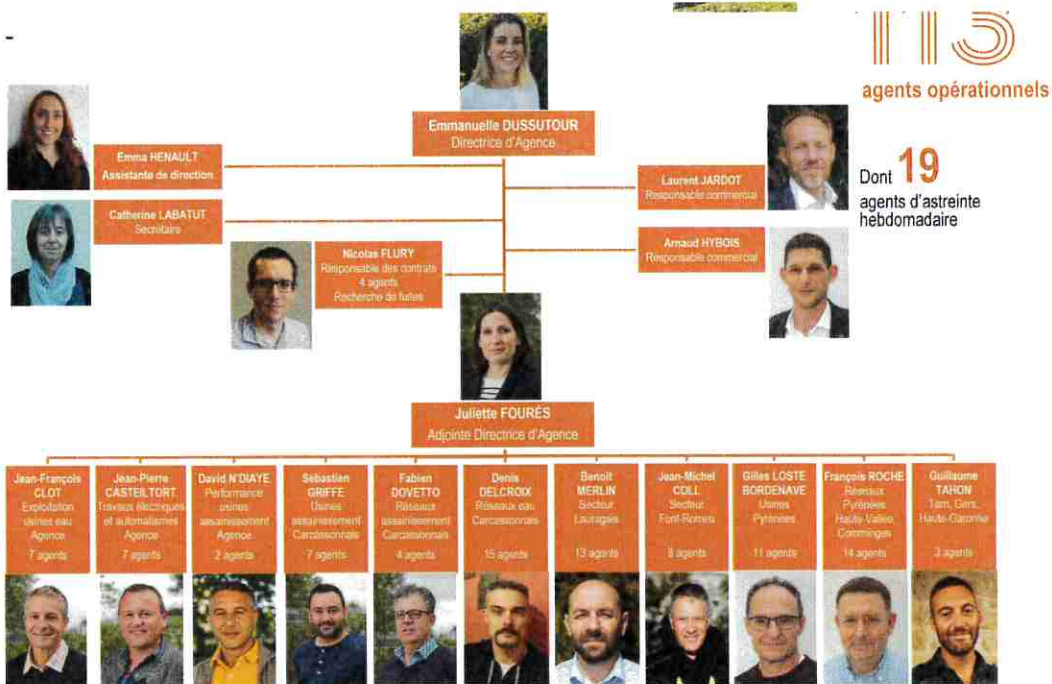 113
agents opérationnels
Dont 19
agents d'astreinte
hebdomadaire
Emmanuelle DUSSUTOUR
Directrice d'Agence
Emma HENAULT
Assistante de direction
Laurent JARDOT
Responsable commercial
Catherine LABATUT
Secrétaire
Arnaud HYBOIS
Responsable commercial
Nicolas FLURY
Responsable des contrats
4 agents
Recherche de fuites
Juliette FOURÈS
Adjointe Directrice d'Agence
Jean-François
CLOT
Exploitation
usines eau
Agence
7 agents
Jean-Pierre
CASTEILTORT
Travaux électriques
et automatismes
Agence
7 agents
David N'DIAYE
Performance
usines
assainissement
Agence
2 agents
Sébastien
GRIFFE
Usines
assainissement
Carcassonnais
7 agents
Fabien
DOVETTO
Réseaux
assainissement
Carcassonnais
4 agents
Denis
DELCROIX
Réseaux eau
Carcassonnais
15 agents
Benoit
MERLIN
Secteur
Lauragais
13 agents
Jean-Michel
COLL
Secteur
Font-Romeu
8 agents
Gilles LOSTE
BORDENAVE
Usines
Pyrénées
11 agents
François ROCHE
Réseaux
Pyrénées
Haute-Vallée
Comminges
14 agents
Guillaume
TAHON
Tarn, Gers,
Haute-Garonne
3 agents